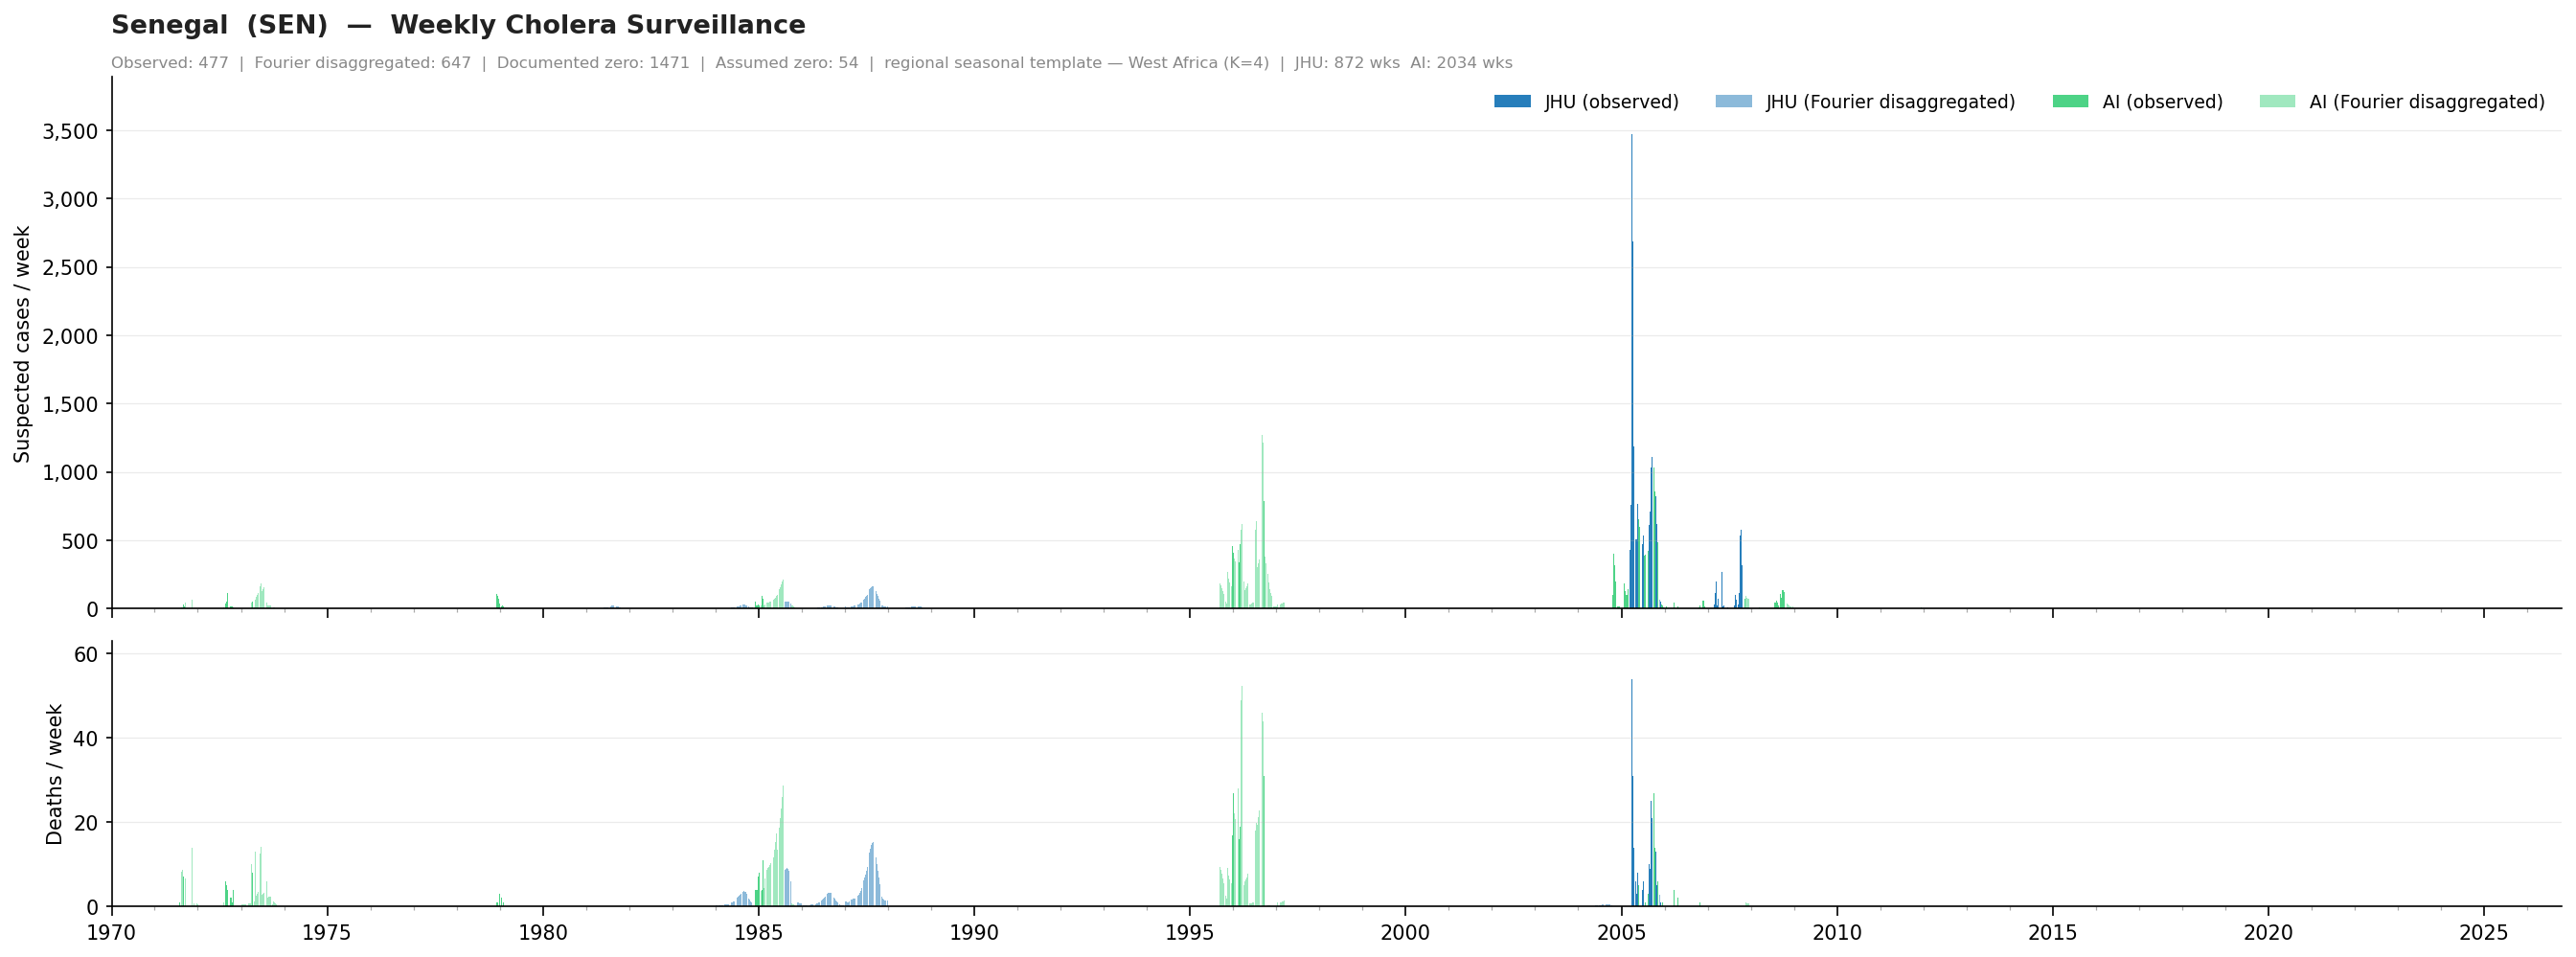 Senegal (SEN) — Weekly Cholera Surveillance
Observed: 477 | Fourier disaggregated: 647 | Documented zero: 1471 | Assumed zero: 54 | regional seasonal template — West Africa (K=4) | JHU: 872 wks AI: 2034 wks
JHU (observed) JHU (Fourier disaggregated) AI (observed) AI (Fourier disaggregated)
Suspected cases / week
3,500
3,000
2,500
2,000
1,500
1,000
500
0
Deaths / week
60
40
20
0
1970 1975 1980 1985 1990 1995 2000 2005 2010 2015 2020 2025